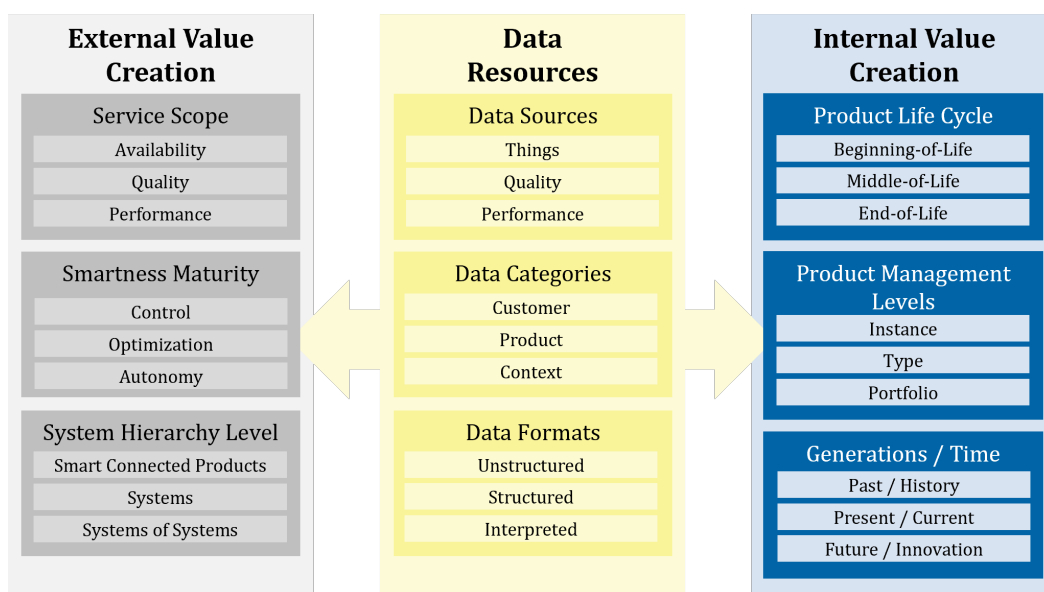 External Value
Creation
Service Scope
Availability
Quality
Performance
Smartness Maturity
Control
Optimization
Autonomy
System Hierarchy Level
Smart Connected Products
Systems
Systems of Systems
Data
Resources
Data Sources
Things
Quality
Performance
Data Categories
Customer
Product
Context
Data Formats
Unstructured
Structured
Interpreted
Internal Value
Creation
Product Life Cycle
Beginning-of-Life
Middle-of-Life
End-of-Life
Product Management
Levels
Instance
Type
Portfolio
Generations / Time
Past / History
Present / Current
Future / Innovation